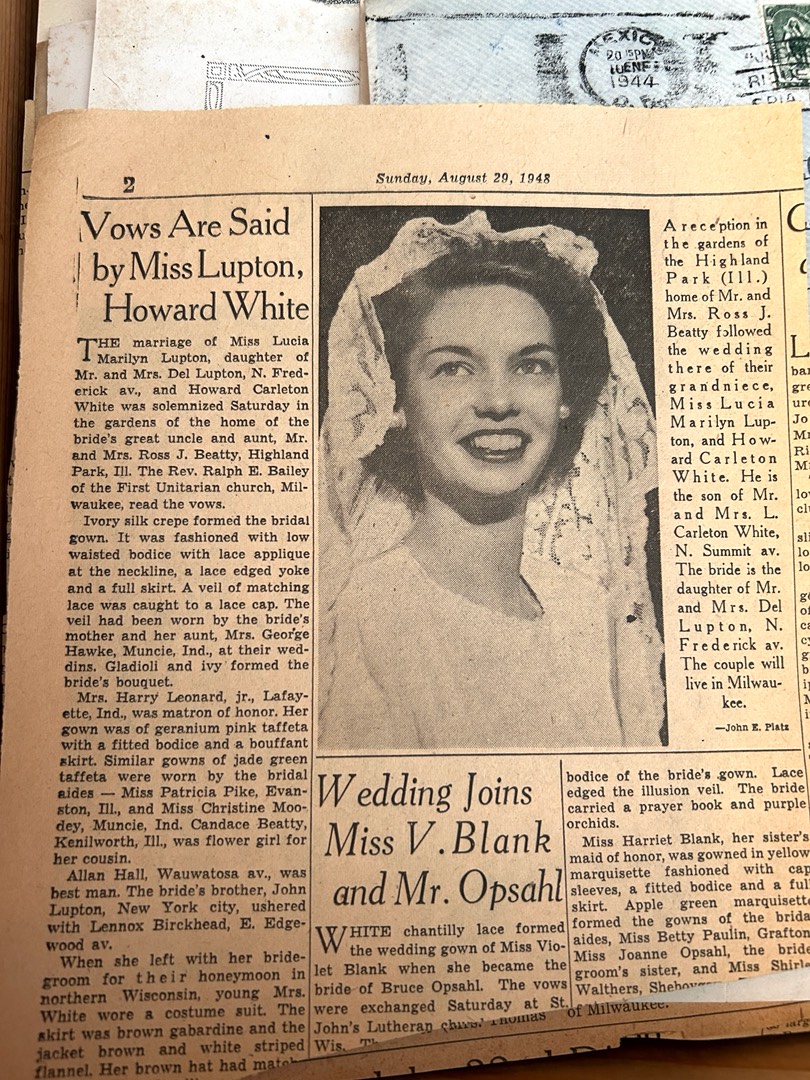 MEXICO
20 - 5PM
1944
2
Sunday, August 29, 1948
Vows Are Said
by Miss Lupton,
Howard White
THE marriage of Miss Lucia
Marilyn Lupton, daughter of
Mr. and Mrs. Del Lupton, N. Fred-
erick av., and Howard Carleton
White was solemnized Saturday in
the gardens of the home of the
bride's great uncle and aunt, Mr.
and Mrs. Ross J. Beatty, Highland
Park, Ill. The Rev. Ralph E. Bailey
of the First Unitarian church, Mil-
waukee, read the vows.
Ivory silk crepe formed the bridal
gown. It was fashioned with low
waisted bodice with lace applique
at the neckline, a lace edged yoke
and a full skirt. A veil of matching
lace was caught to a lace cap. The
veil had been worn by the bride's
mother and her aunt, Mrs. George
Hawke, Muncie, Ind., at their wed-
dins. Gladioli and ivy formed the
bride's bouquet.
Mrs. Harry Leonard, jr., Lafay-
ette, Ind., was matron of honor. Her
gown was of geranium pink taffeta
with a fitted bodice and a bouffant
skirt. Similar gowns of jade green
taffeta were worn by the bridal
aides — Miss Patricia Pike, Evan-
ston, Ill., and Miss Christine Moo-
dey, Muncie, Ind. Candace Beatty,
Kenilworth, Ill., was flower girl for
her cousin.
Allan Hall, Wauwatosa av., was
best man. The bride's brother, John
Lupton, New York city, ushered
with Lennox Birckhead, E. Edge-
wood av.
When she left with her bride-
groom for their honeymoon in
northern Wisconsin, young Mrs.
White wore a costume suit. The
skirt was brown gabardine and the
jacket brown and white striped
flannel. Her brown hat had
A reception in
the gardens of
the Highland
Park (Ill.)
home of Mr. and
Mrs. Ross J.
Beatty followed
the wedding
there of their
grandniece,
Miss Lucia
Marilyn Lup-
ton, and How-
ard Carleton
White. He is
the son of Mr.
and Mrs. L.
Carleton White,
N. Summit av.
The bride is the
daughter of Mr.
and Mrs. Del
Lupton, N.
Frederick av.
The couple will
live in Milwau-
kee.
—John E. Platz
Wedding Joins
Miss V. Blank
and Mr. Opsahl
WHITE chantilly lace formed
the wedding gown of Miss Vio-
let Blank when she became the
bride of Bruce Opsahl. The vows
were exchanged Saturday at St.
John's Lutheran
Wis.
Thomas
bodice of the bride's gown. Lace
edged the illusion veil. The bride
carried a prayer book and purple
orchids.
Miss Harriet Blank, her sister's
maid of honor, was gowned in yellow
marquisette fashioned with cap
sleeves, a fitted bodice and a full
skirt. Apple green marquisette
formed the gowns of the bridal
aides, Miss Betty Paulin, Grafton
Miss Joanne Opsahl, the bride
groom's sister, and Miss
Walthers,
of Milwaukee.